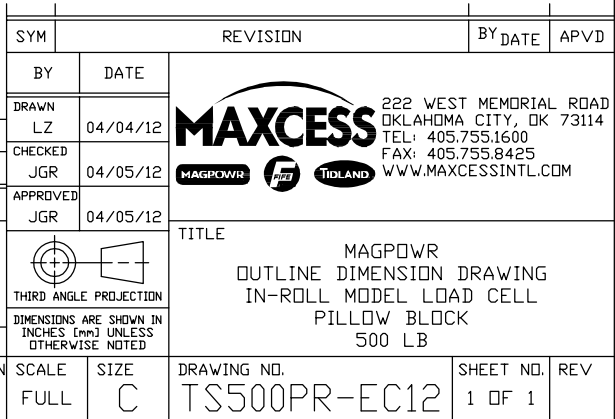 SYM REVISION BY DATE APVD
BY DATE
DRAWN
LZ 04/04/12
CHECKED
JGR 04/05/12
APPROVED
JGR 04/05/12
MAXCESS
MAGPOWR FIFE TIDLAND
222 WEST MEMORIAL ROAD
OKLAHOMA CITY, OK 73114
TEL: 405.755.1600
FAX: 405.755.8425
WWW.MAXCESSINTL.COM
THIRD ANGLE PROJECTION
DIMENSIONS ARE SHOWN IN
INCHES [mm] UNLESS
OTHERWISE NOTED
TITLE
MAGPOWR
OUTLINE DIMENSION DRAWING
IN-ROLL MODEL LOAD CELL
PILLOW BLOCK
500 LB
SCALE
FULL
SIZE
C
DRAWING NO.
TS500PR-EC12
SHEET NO.
1 OF 1
REV